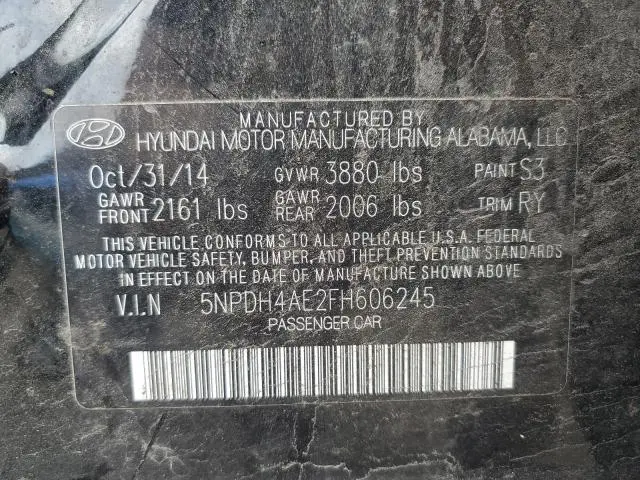 MANUFACTURED BY
HYUNDAI MOTOR MANUFACTURING ALABAMA, LLC
Oct/31/14 GVWR 3880 lbs PAINT S3
GAWR FRONT 2161 lbs GAWR REAR 2006 lbs TRIM RY
THIS VEHICLE CONFORMS TO ALL APPLICABLE U.S.A. FEDERAL
MOTOR VEHICLE SAFETY, BUMPER, AND THEFT PREVENTION STANDARDS
IN EFFECT ON THE DATE OF MANUFACTURE SHOWN ABOVE.
V.I.N 5NPDH4AE2FH606245
PASSENGER CAR